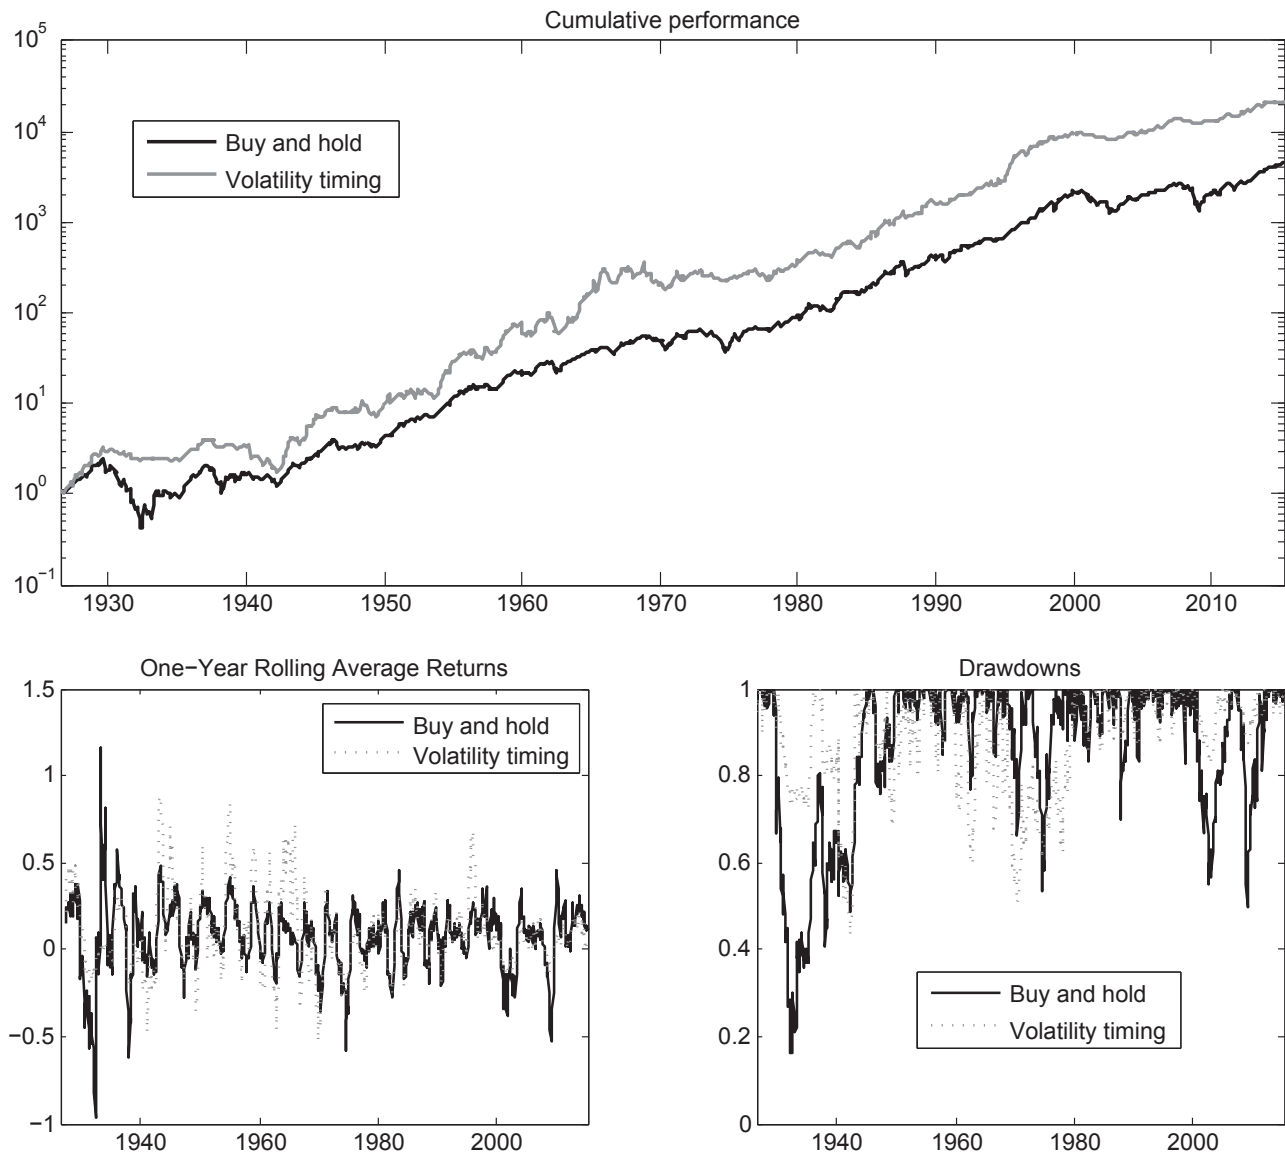 Cumulative performance
10^5
10^4
10^3
10^2
10^1
10^0
10^−1
Buy and hold
Volatility timing
1930 1940 1950 1960 1970 1980 1990 2000 2010
One−Year Rolling Average Returns
1.5
1
0.5
0
−0.5
−1
Buy and hold
Volatility timing
1940 1960 1980 2000
Drawdowns
1
0.8
0.6
0.4
0.2
0
Buy and hold
Volatility timing
1940 1960 1980 2000